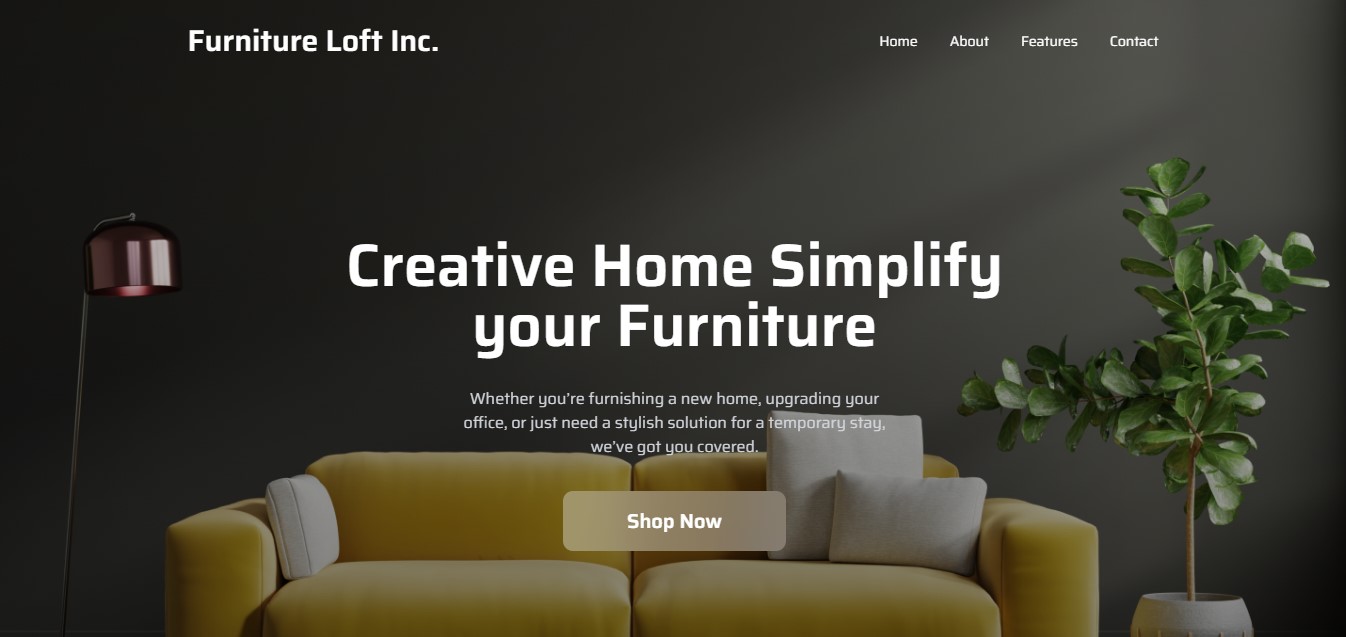 Furniture Loft Inc.
Home About Features Contact
Creative Home Simplify
your Furniture
Whether you're furnishing a new home, upgrading your
office, or just need a stylish solution for a temporary stay,
we've got you covered.
Shop Now